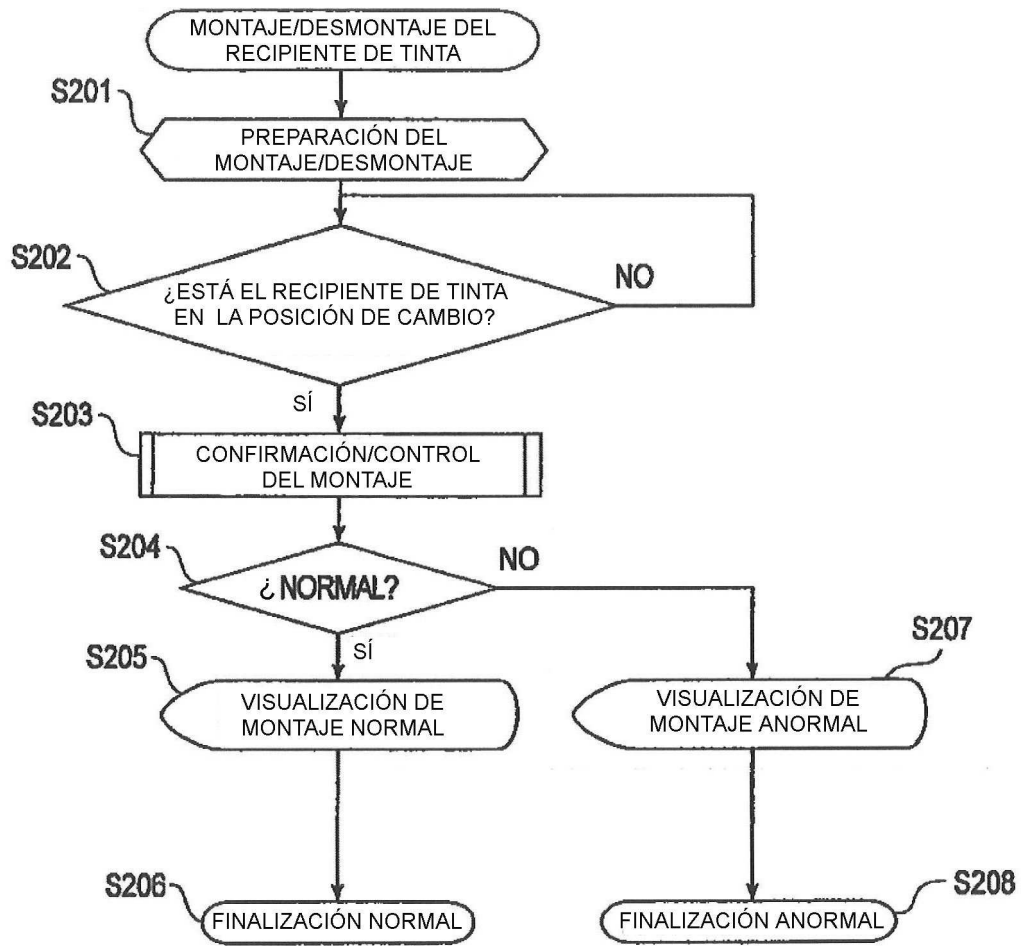 MONTAJE/DESMONTAJE DEL
RECIPIENTE DE TINTA
S201
PREPARACIÓN DEL
MONTAJE/DESMONTAJE
S202
¿ESTÁ EL RECIPIENTE DE TINTA
EN LA POSICIÓN DE CAMBIO?
NO
SÍ
S203
CONFIRMACIÓN/CONTROL
DEL MONTAJE
S204
¿NORMAL?
NO
SÍ
S205
VISUALIZACIÓN DE
MONTAJE NORMAL
S207
VISUALIZACIÓN DE
MONTAJE ANORMAL
S206
FINALIZACIÓN NORMAL
S208
FINALIZACIÓN ANORMAL